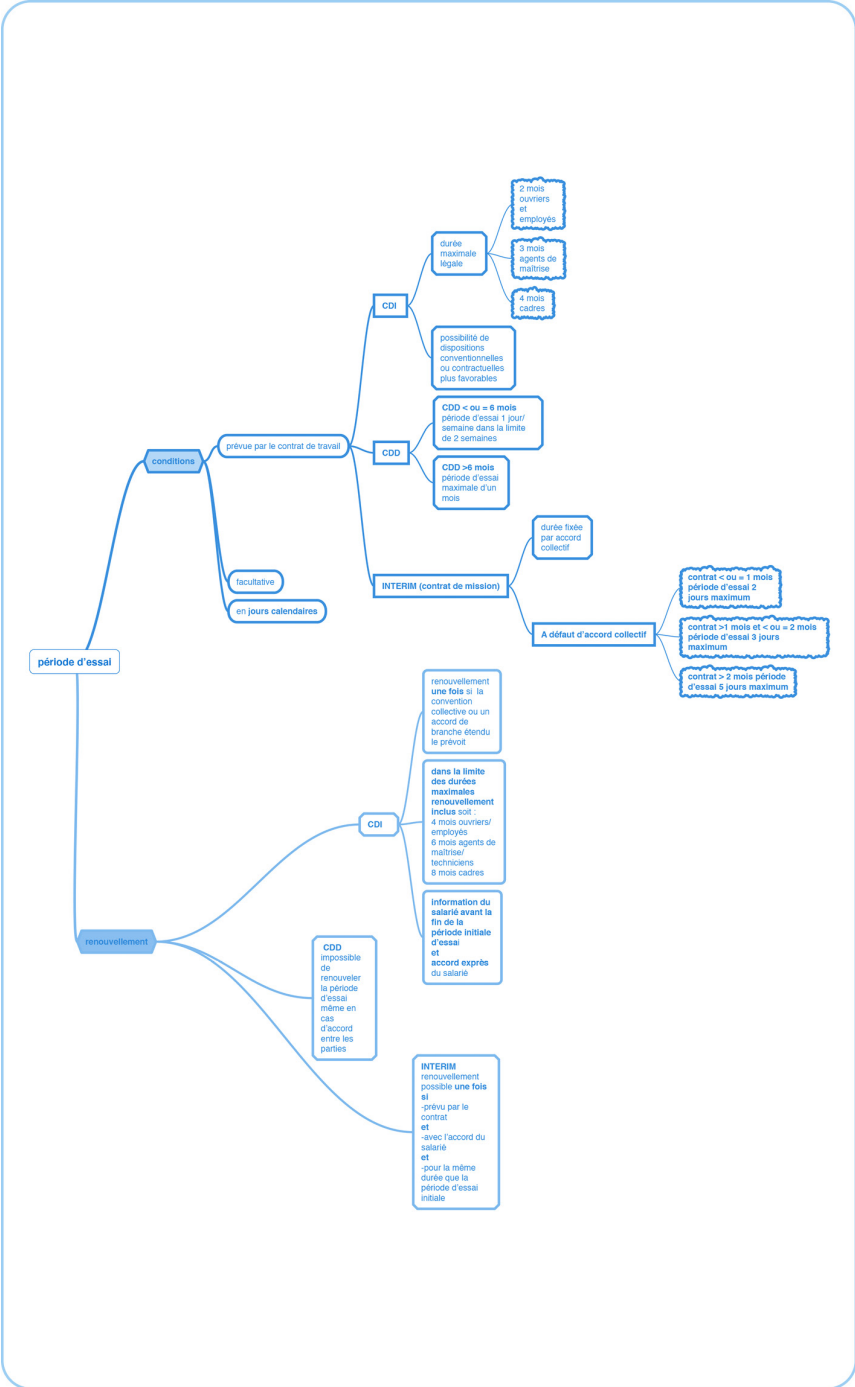 période d'essai
conditions
prévue par le contrat de travail
CDI
durée
maximale
légale
2 mois
ouvriers
et
employés
3 mois
agents de
maîtrise
4 mois
cadres
possibilité de
dispositions
conventionnelles
ou contractuelles
plus favorables
CDD
CDD < ou = 6 mois
période d'essai 1 jour/
semaine dans la limite
de 2 semaines
CDD >6 mois
période d'essai
maximale d'un
mois
INTERIM (contrat de mission)
durée fixée
par accord
collectif
A défaut d'accord collectif
contrat < ou = 1 mois
période d'essai 2
jours maximum
contrat >1 mois et < ou = 2 mois
période d'essai 3 jours
maximum
contrat > 2 mois période
d'essai 5 jours maximum
facultative
en jours calendaires
renouvellement
CDI
renouvellement
une fois si la
convention
collective ou un
accord de
branche étendu
le prévoit
dans la limite
des durées
maximales
renouvellement
inclus soit :
4 mois ouvriers/
employés
6 mois agents de
maîtrise/
techniciens
8 mois cadres
information du
salarié avant la
fin de la
période initiale
d'essai
et
accord exprès
du salarié
CDD
impossible
de
renouveler
la période
d'essai
même en
cas
d'accord
entre les
parties
INTERIM
renouvellement
possible une fois
si
-prévu par le
contrat
et
-avec l'accord du
salarié
et
-pour la même
durée que la
période d'essai
initiale